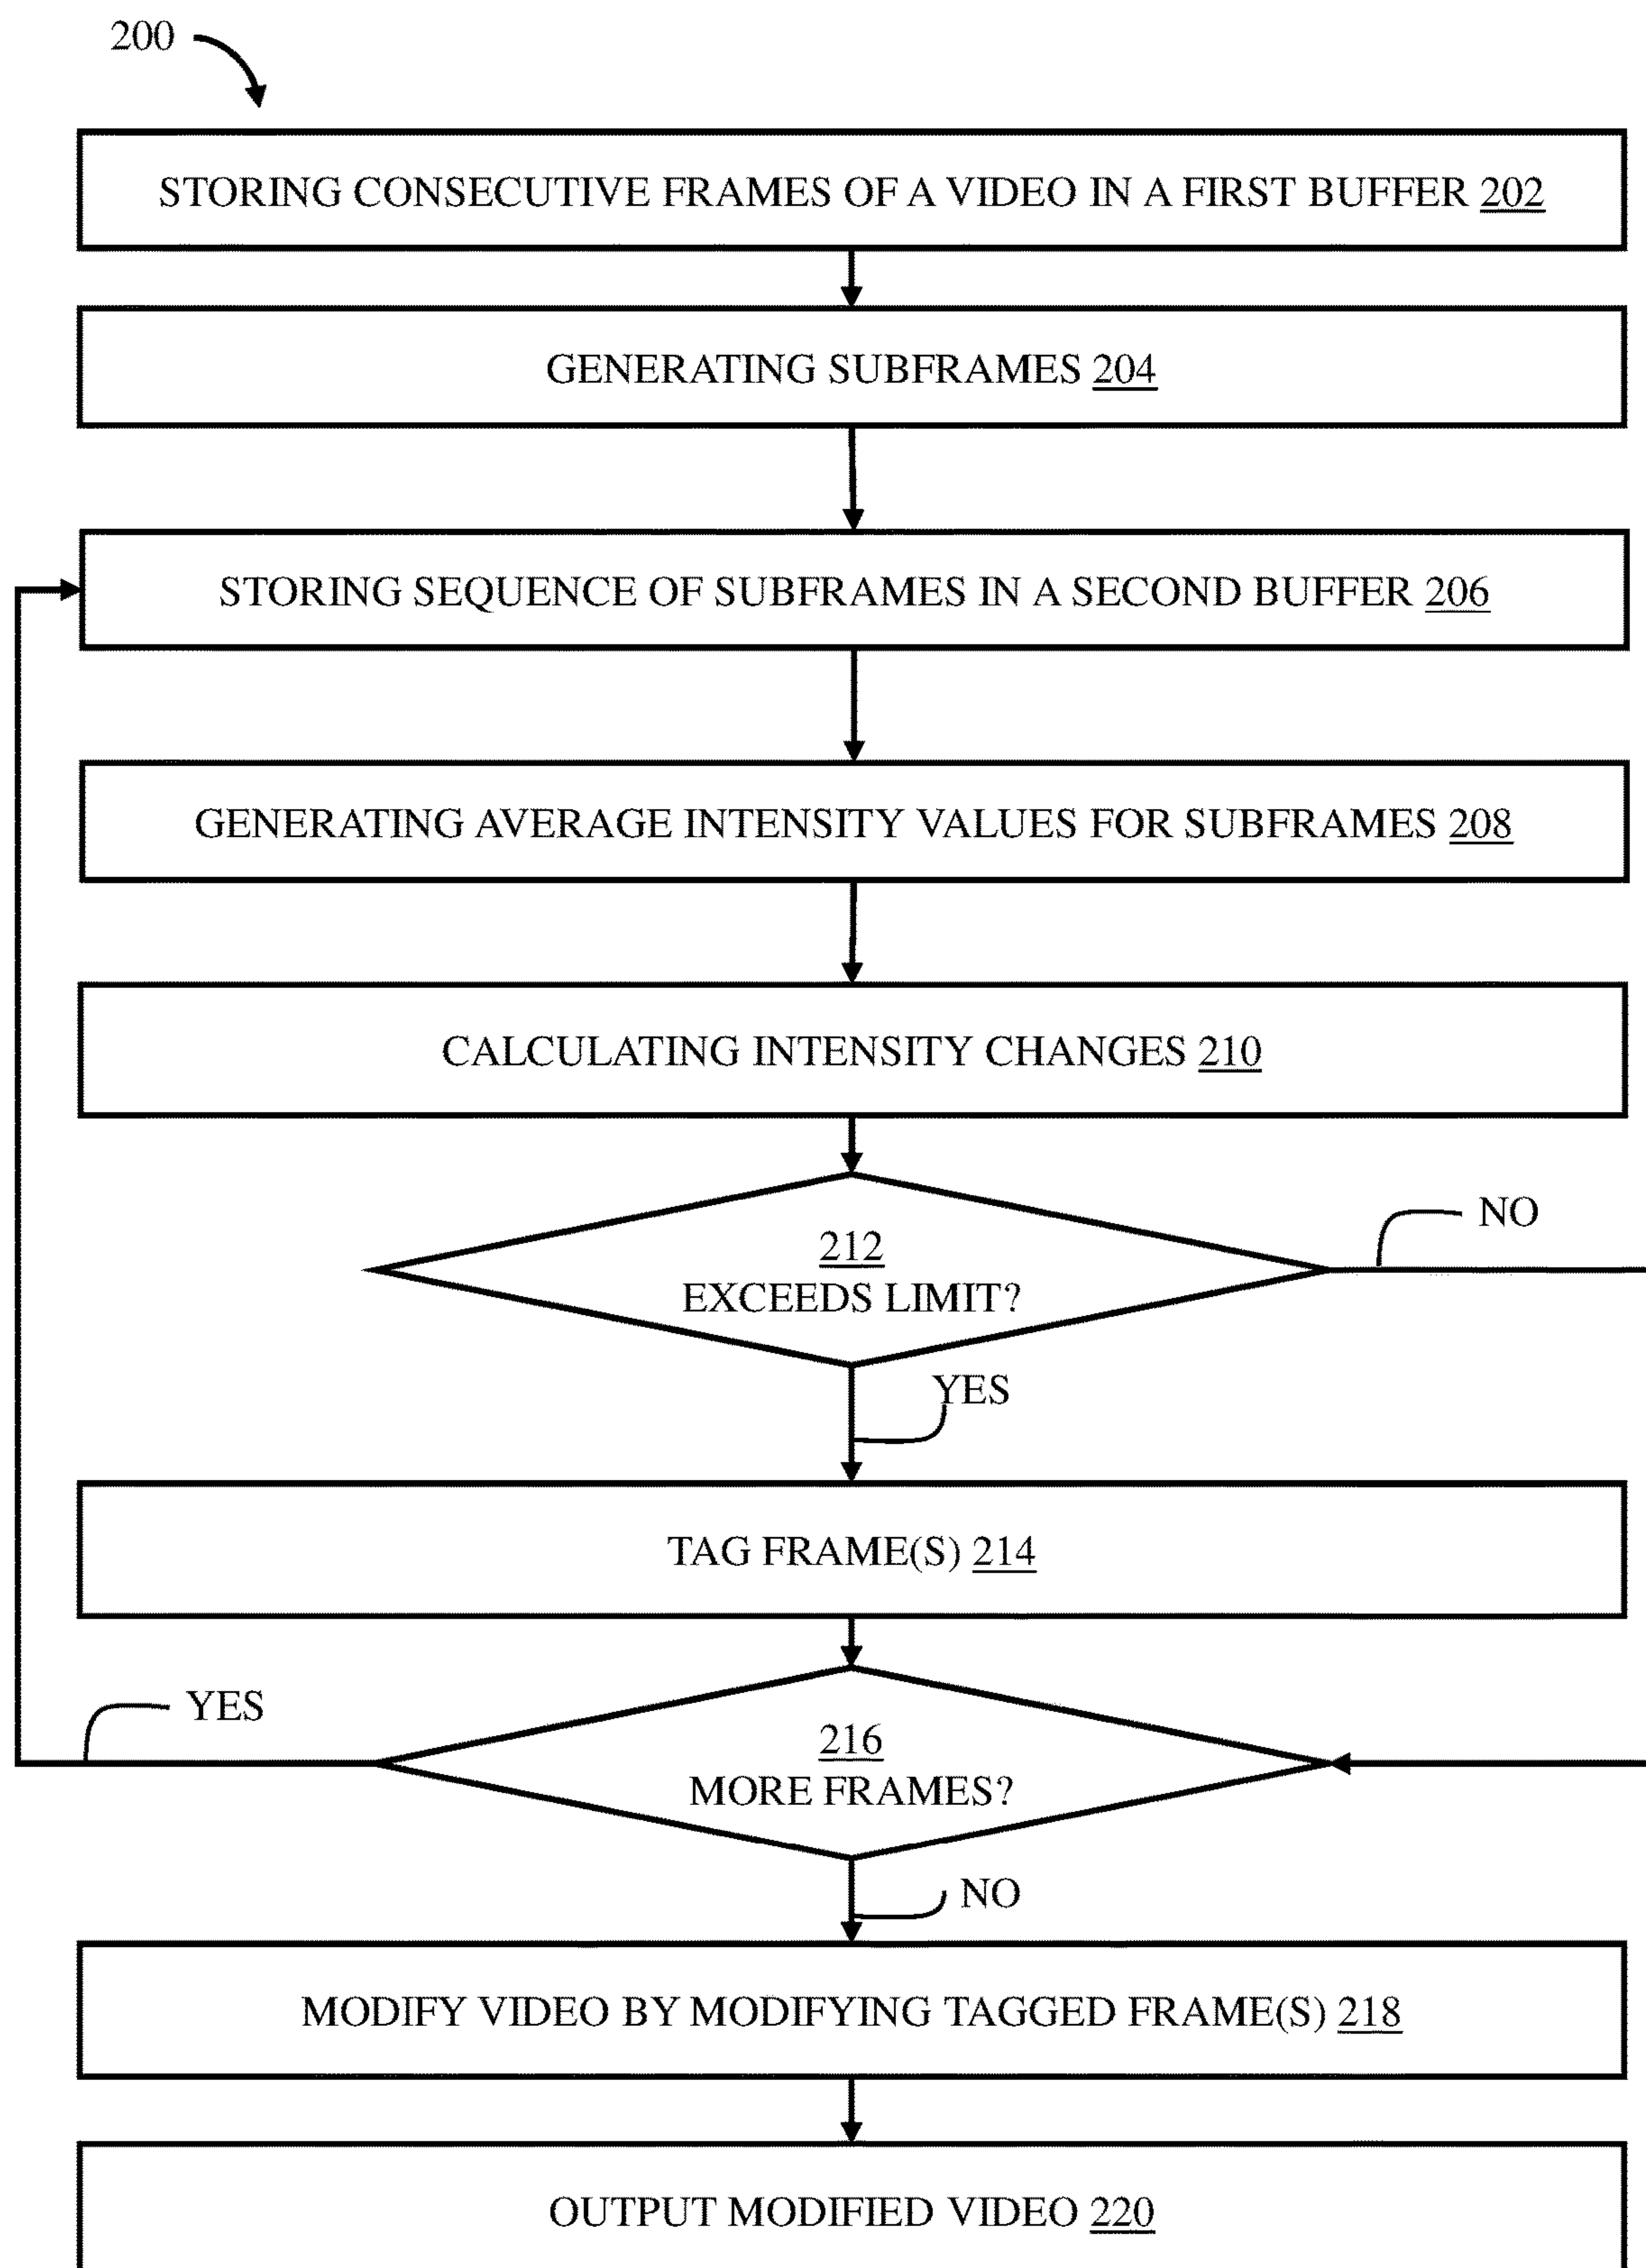 200
STORING CONSECUTIVE FRAMES OF A VIDEO IN A FIRST BUFFER 202
GENERATING SUBFRAMES 204
STORING SEQUENCE OF SUBFRAMES IN A SECOND BUFFER 206
GENERATING AVERAGE INTENSITY VALUES FOR SUBFRAMES 208
CALCULATING INTENSITY CHANGES 210
NO
212
EXCEEDS LIMIT?
YES
TAG FRAME(S) 214
YES
216
MORE FRAMES?
NO
MODIFY VIDEO BY MODIFYING TAGGED FRAME(S) 218
OUTPUT MODIFIED VIDEO 220